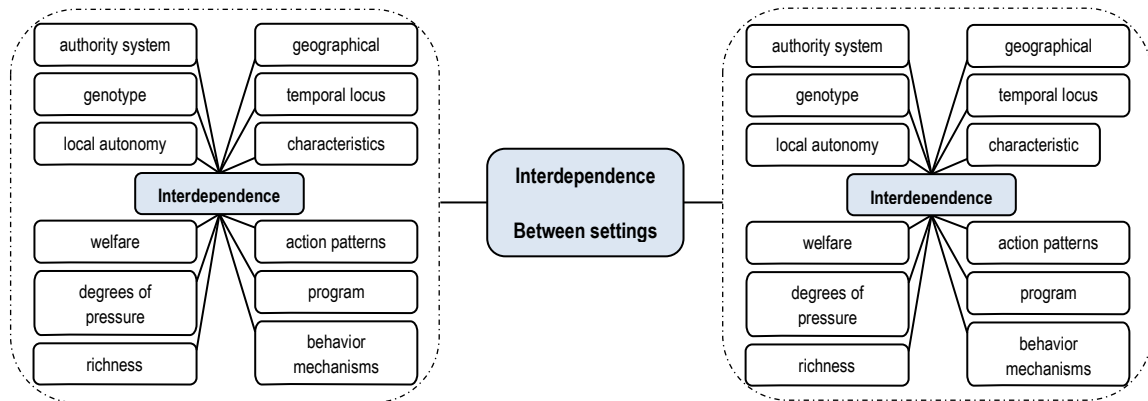 authority system
geographical
genotype
temporal locus
local autonomy
characteristics
Interdependence
welfare
action patterns
degrees of
pressure
program
richness
behavior
mechanisms
Interdependence
Between settings
authority system
geographical
genotype
temporal locus
local autonomy
characteristic
Interdependence
welfare
action patterns
degrees of
pressure
program
richness
behavior
mechanisms